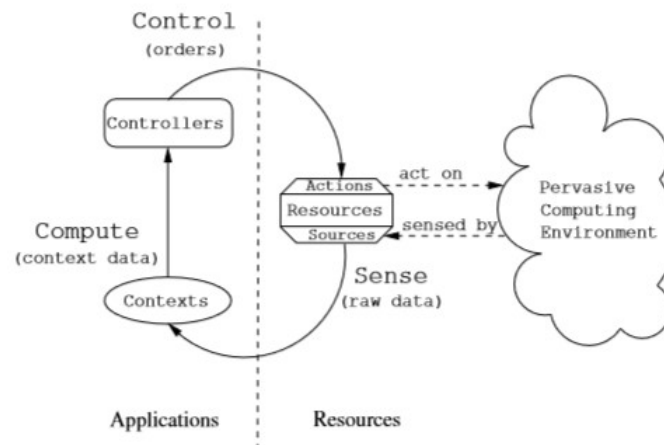 Control
(orders)
Controllers
Actions
act on
Resources
Sources
sensed by
Pervasive
Computing
Environment
Compute
(context data)
Sense
(raw data)
Contexts
Applications
Resources